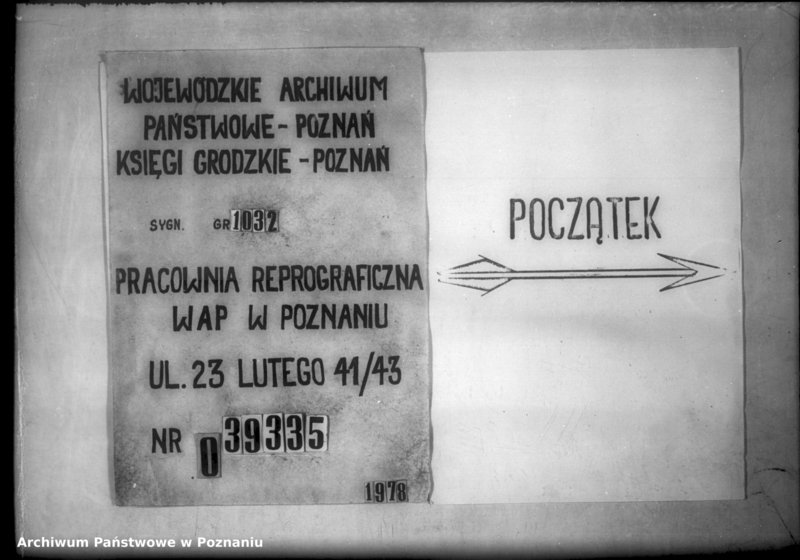 WOJEWÓDZKIE ARCHIWUM
PAŃSTWOWE - POZNAŃ
KSIĘGI GRODZKIE - POZNAŃ
SYGN. GR 1032
PRACOWNIA REPROGRAFICZNA
WAP W POZNANIU
UL. 23 LUTEGO 41/43
NR 039335
1978
POCZĄTEK
Archiwum Państwowe w Poznaniu